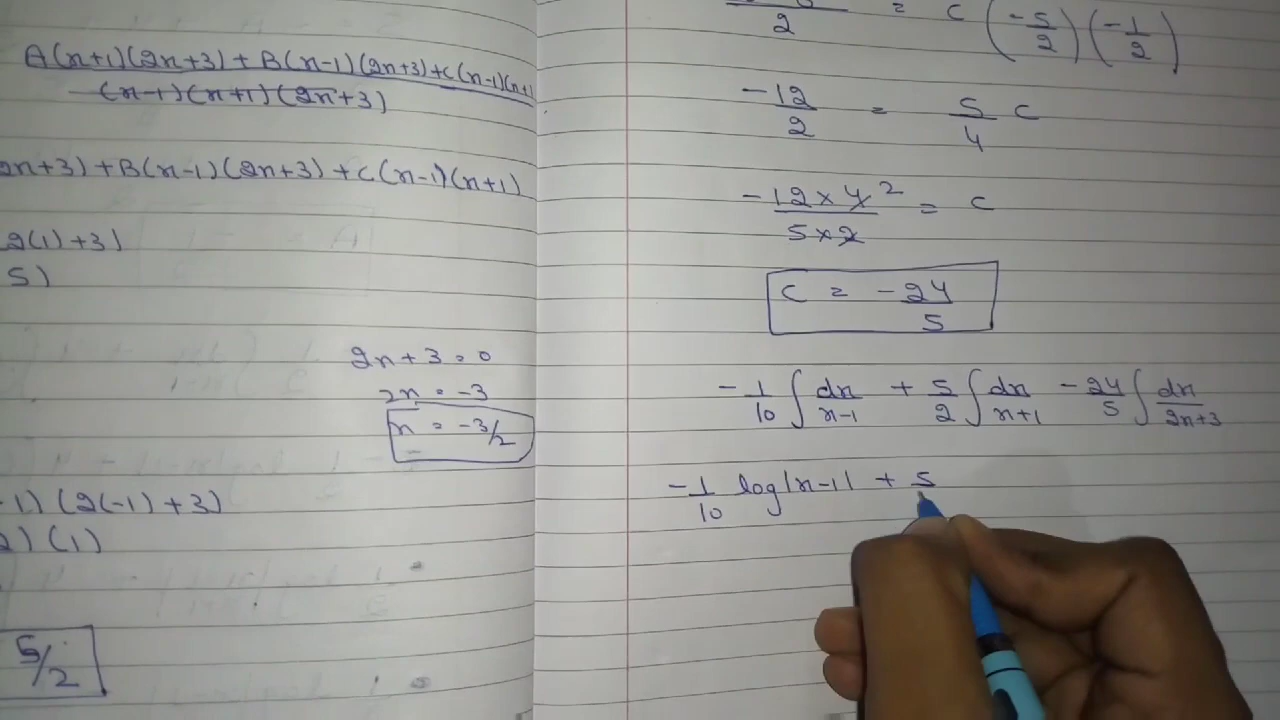 A(x+1)(2x+3) + B(x-1)(2x+3) + C(x-1)(x+1)
(x-1)(x+1)(2x+3)
2x+3) + B(x-1)(2x+3) + C(x-1)(x+1)
2(1)+3)
5)
2x + 3 = 0
2x = -3
x = -3/2
-1) (2(-1) + 3)
2) (1)
5/2
2 = C (-5/2) (-1/2)
-12/2 = 5/4 C
-12 × 4 2 / 5 × 2 = C
C = -24/5
-1/10 ∫ dx/x-1 + 5/2 ∫ dx/x+1 - 24/5 ∫ dx/2x+3
-1/10 log|x-1| + 5